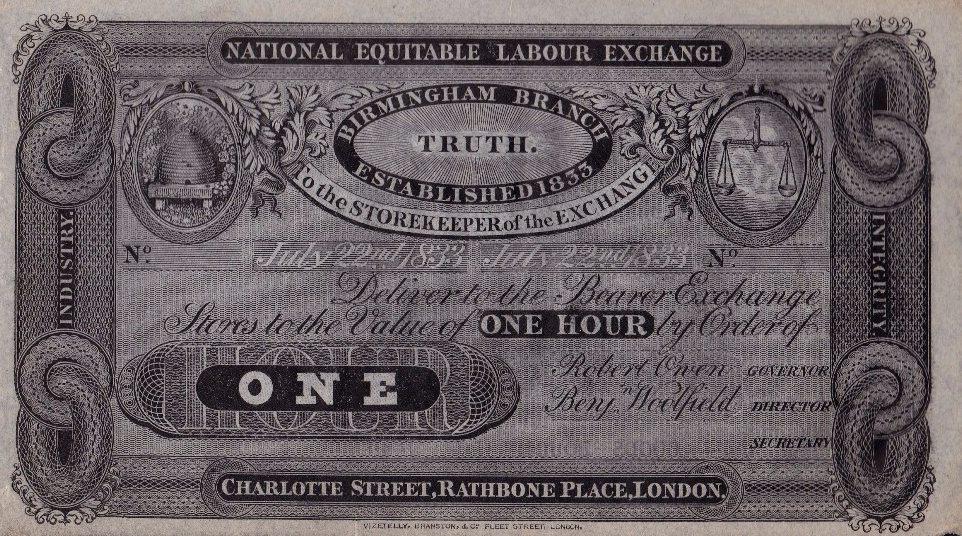 NATIONAL EQUITABLE LABOUR EXCHANGE
BIRMINGHAM BRANCH
TRUTH.
ESTABLISHED 1833
To the STOREKEEPER of the EXCHANGE
INDUSTRY
INTEGRITY
No. July 22nd 1833 July 22nd 1833 No.
Deliver to the Bearer Exchange
Stores to the Value of ONE HOUR by Order of
HOUR
ONE
Robert Owen GOVERNOR
Benj.n Woolfield DIRECTOR
SECRETARY
CHARLOTTE STREET, RATHBONE PLACE, LONDON.
VIZETELLY, BRANSTON, & Co. FLEET STREET, LONDON.